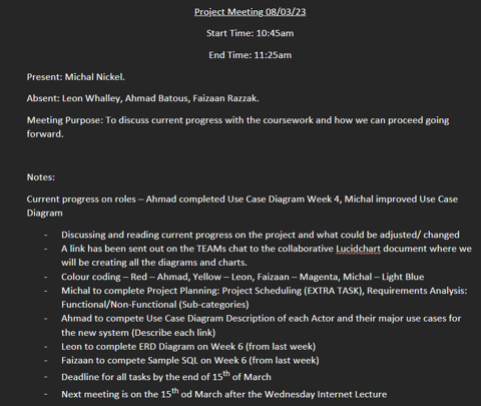 Project Meeting 08/03/23
Start Time: 10:45am
End Time: 11:25am
Present: Michal Nickel.
Absent: Leon Whalley, Ahmad Batous, Faizaan Razzak.
Meeting Purpose: To discuss current progress with the coursework and how we can proceed going
forward.
Notes:
Current progress on roles – Ahmad completed Use Case Diagram Week 4, Michal improved Use Case
Diagram
- Discussing and reading current progress on the project and what could be adjusted/ changed
- A link has been sent out on the TEAMs chat to the collaborative Lucidchart document where we
will be creating all the diagrams and charts.
- Colour coding – Red – Ahmad, Yellow – Leon, Faizaan – Magenta, Michal – Light Blue
- Michal to complete Project Planning: Project Scheduling (EXTRA TASK), Requirements Analysis:
Functional/Non-Functional (Sub-categories)
- Ahmad to compete Use Case Diagram Description of each Actor and their major use cases for
the new system (Describe each link)
- Leon to complete ERD Diagram on Week 6 (from last week)
- Faizaan to compete Sample SQL on Week 6 (from last week)
- Deadline for all tasks by the end of 15th of March
- Next meeting is on the 15th od March after the Wednesday Internet Lecture